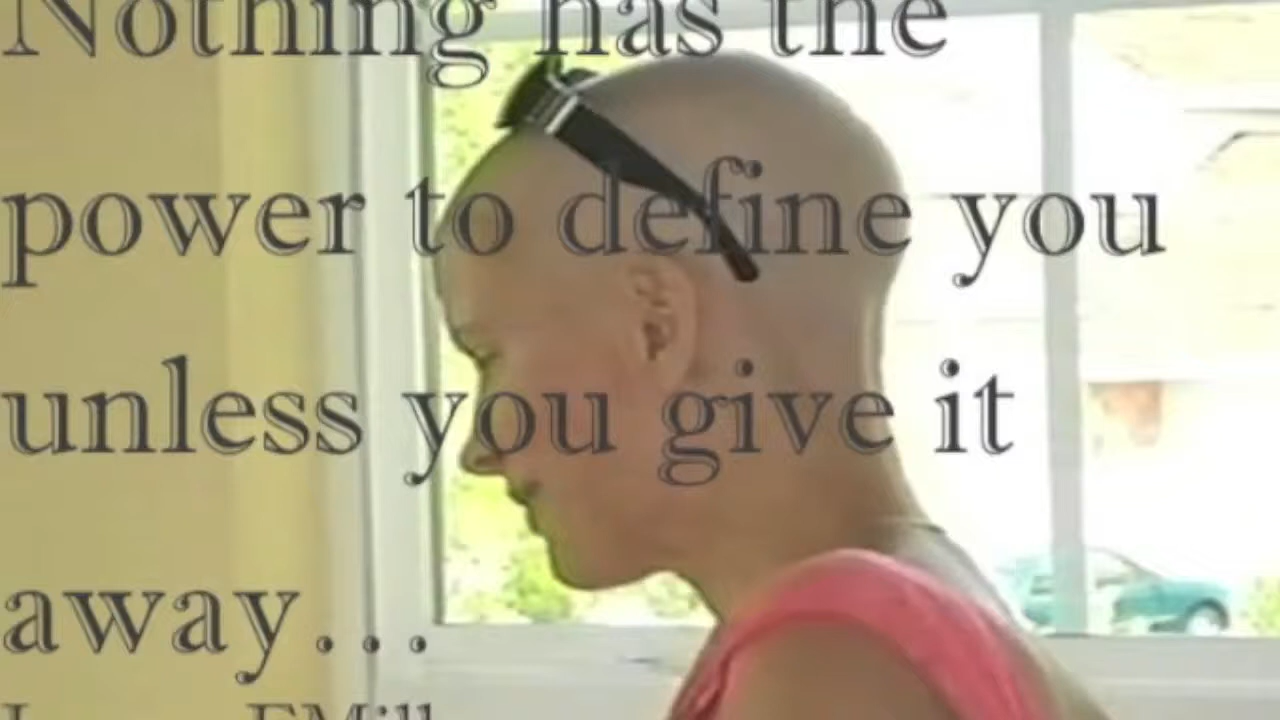 Nothing has the
power to define you
unless you give it
away...